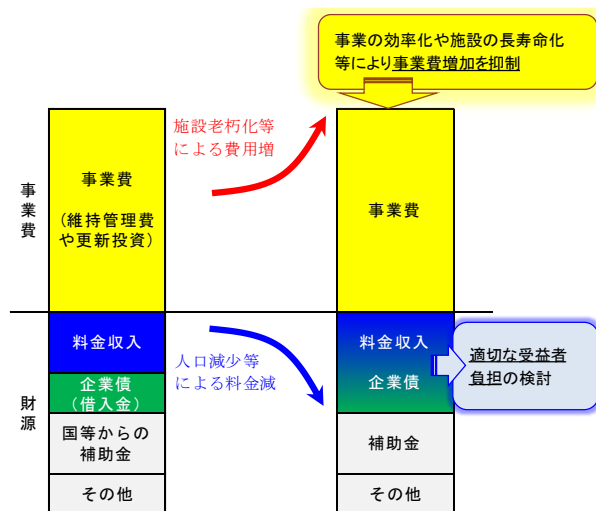 事業の効率化や施設の長寿命化
等により事業費増加を抑制
施設老朽化等
による費用増
事業費
事業費
(維持管理費
や更新投資)
事業費
料金収入
企業債
(借入金)
国等からの
補助金
その他
財源
人口減少等
による料金減
料金収入
企業債
補助金
その他
適切な受益者
負担の検討